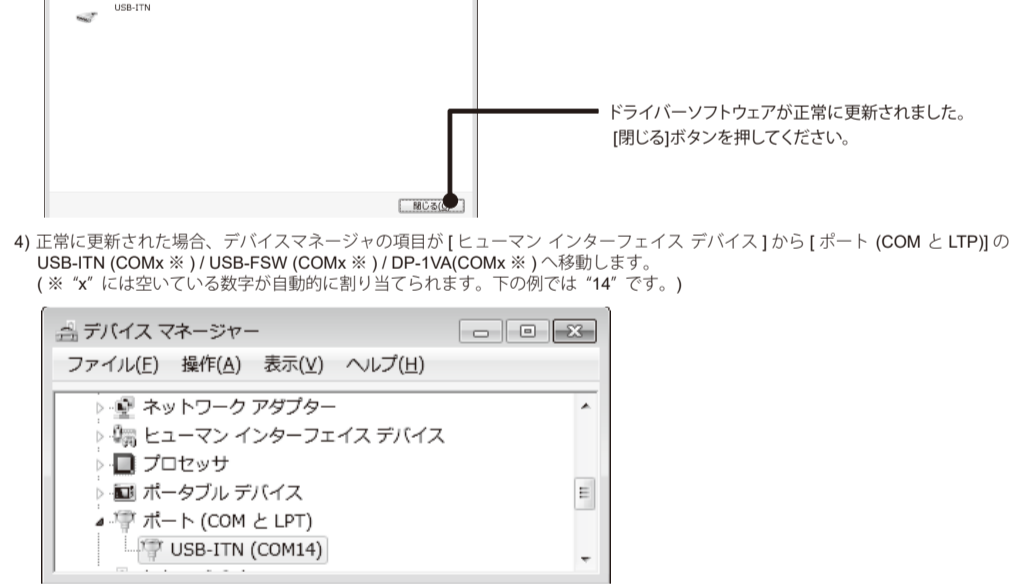 USB-ITN
ドライバーソフトウェアが正常に更新されました。
[閉じる]ボタンを押してください。
閉じる(
4) 正常に更新された場合、デバイスマネージャの項目が [ ヒューマン インターフェイス デバイス ] から [ ポート (COM と LTP)] の
USB-ITN (COMx ※ ) / USB-FSW (COMx ※ ) / DP-1VA(COMx ※ ) へ移動します。
( ※ “x” には空いている数字が自動的に割り当てられます。下の例では “14” です。)
デバイス マネージャー
ファイル(F) 操作(A) 表示(V) ヘルプ(H)
ネットワーク アダプター
ヒューマン インターフェイス デバイス
プロセッサ
ポータブル デバイス
ポート (COM と LPT)
USB-ITN (COM14)